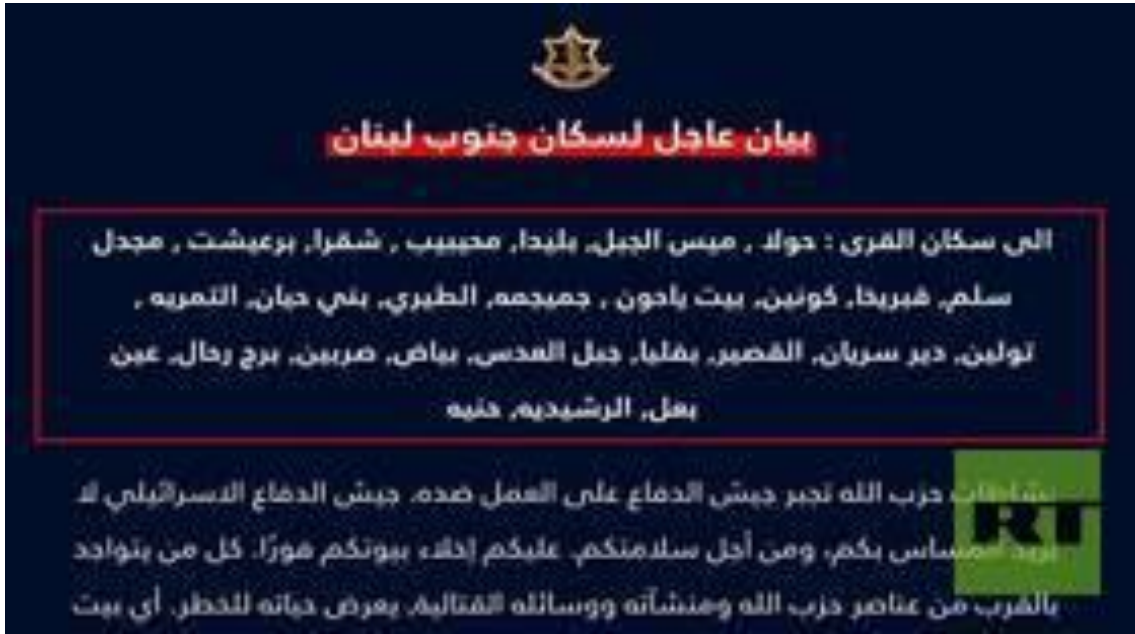 بيان عاجل لسكان جنوب لبنان
الى سكان القرى : حولا , ميس الجبل, بليدا, محيبيب , شقرا, برعيشت , مجدل
سلم, قبريخا, كونين, بيت ياحون , جميجمه, الطيري, بني حيان, التمريه ,
تولين, دير سريان, القصير, يفليا, جبل العدس, بياض, صربين, برج رحال, عين
بعل, الرشيديه, حنيه
نشاطات حزب الله تجبر جيش الدفاع على العمل ضده. جيش الدفاع الاسرائيلي لا
يريد المساس بكم، ومن أجل سلامتكم عليكم إخلاء بيوتكم فورًا. كل من يتواجد
بالقرب من عناصر حزب الله ومنشآته ووسائله القتالية، يعرض حياته للخطر. أي بيت
RT